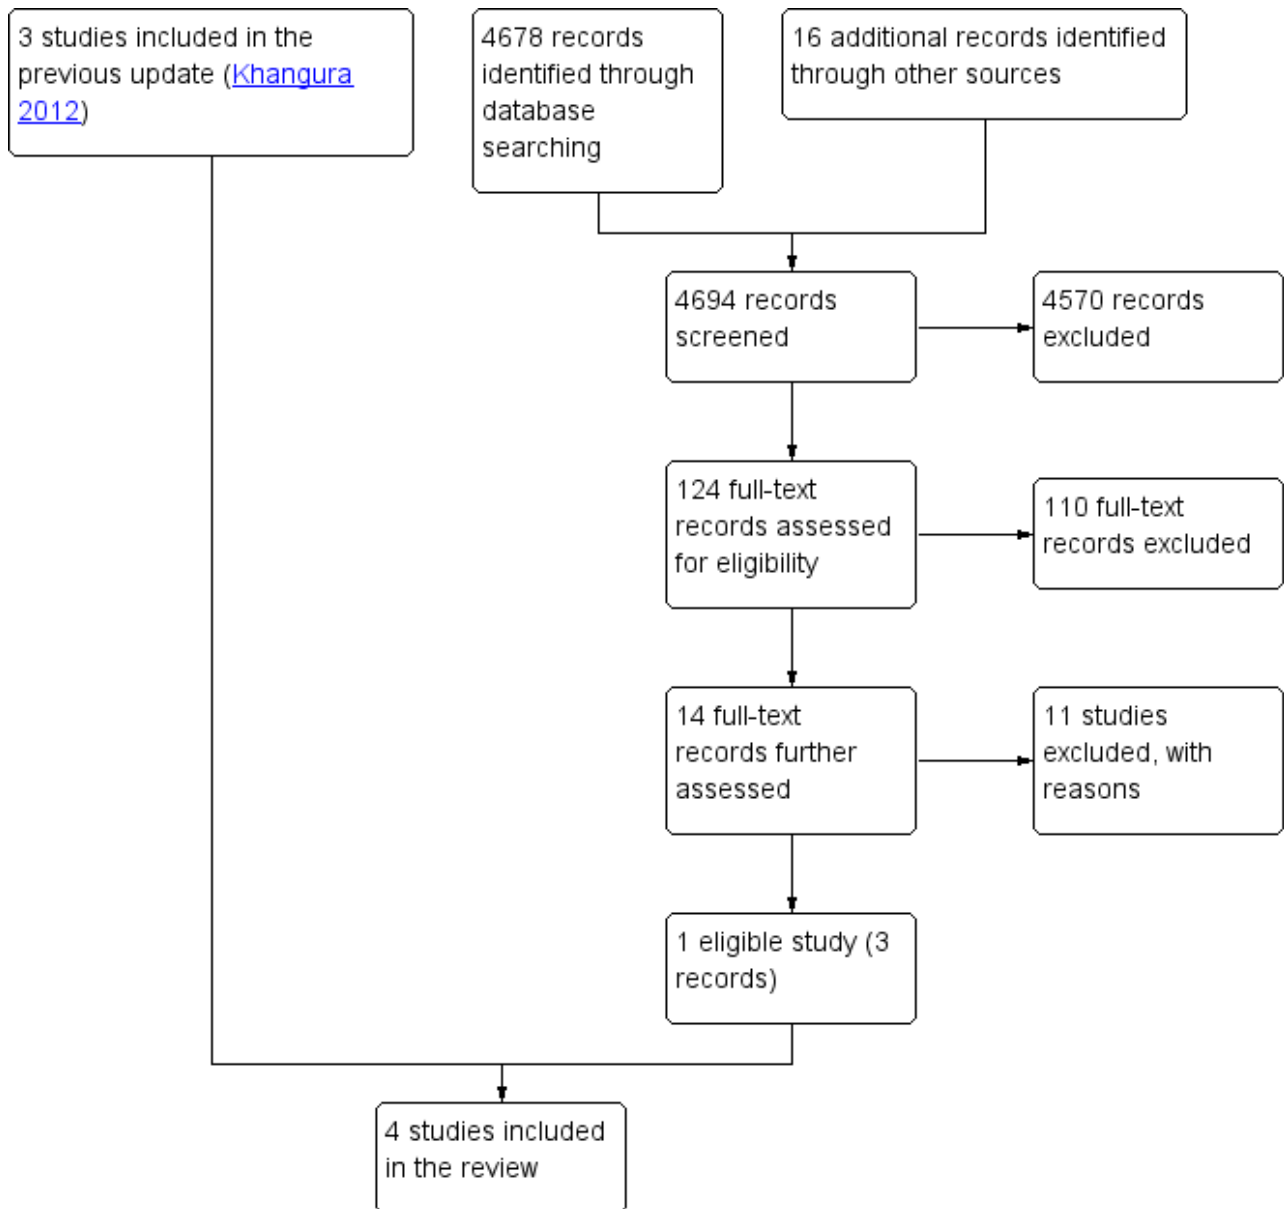 3 studies included in the
previous update (Khangura
2012)
4678 records
identified through
database
searching
16 additional records identified
through other sources
4694 records
screened
4570 records
excluded
124 full-text
records assessed
for eligibility
110 full-text
records excluded
14 full-text
records further
assessed
11 studies
excluded, with
reasons
1 eligible study (3
records)
4 studies included
in the review